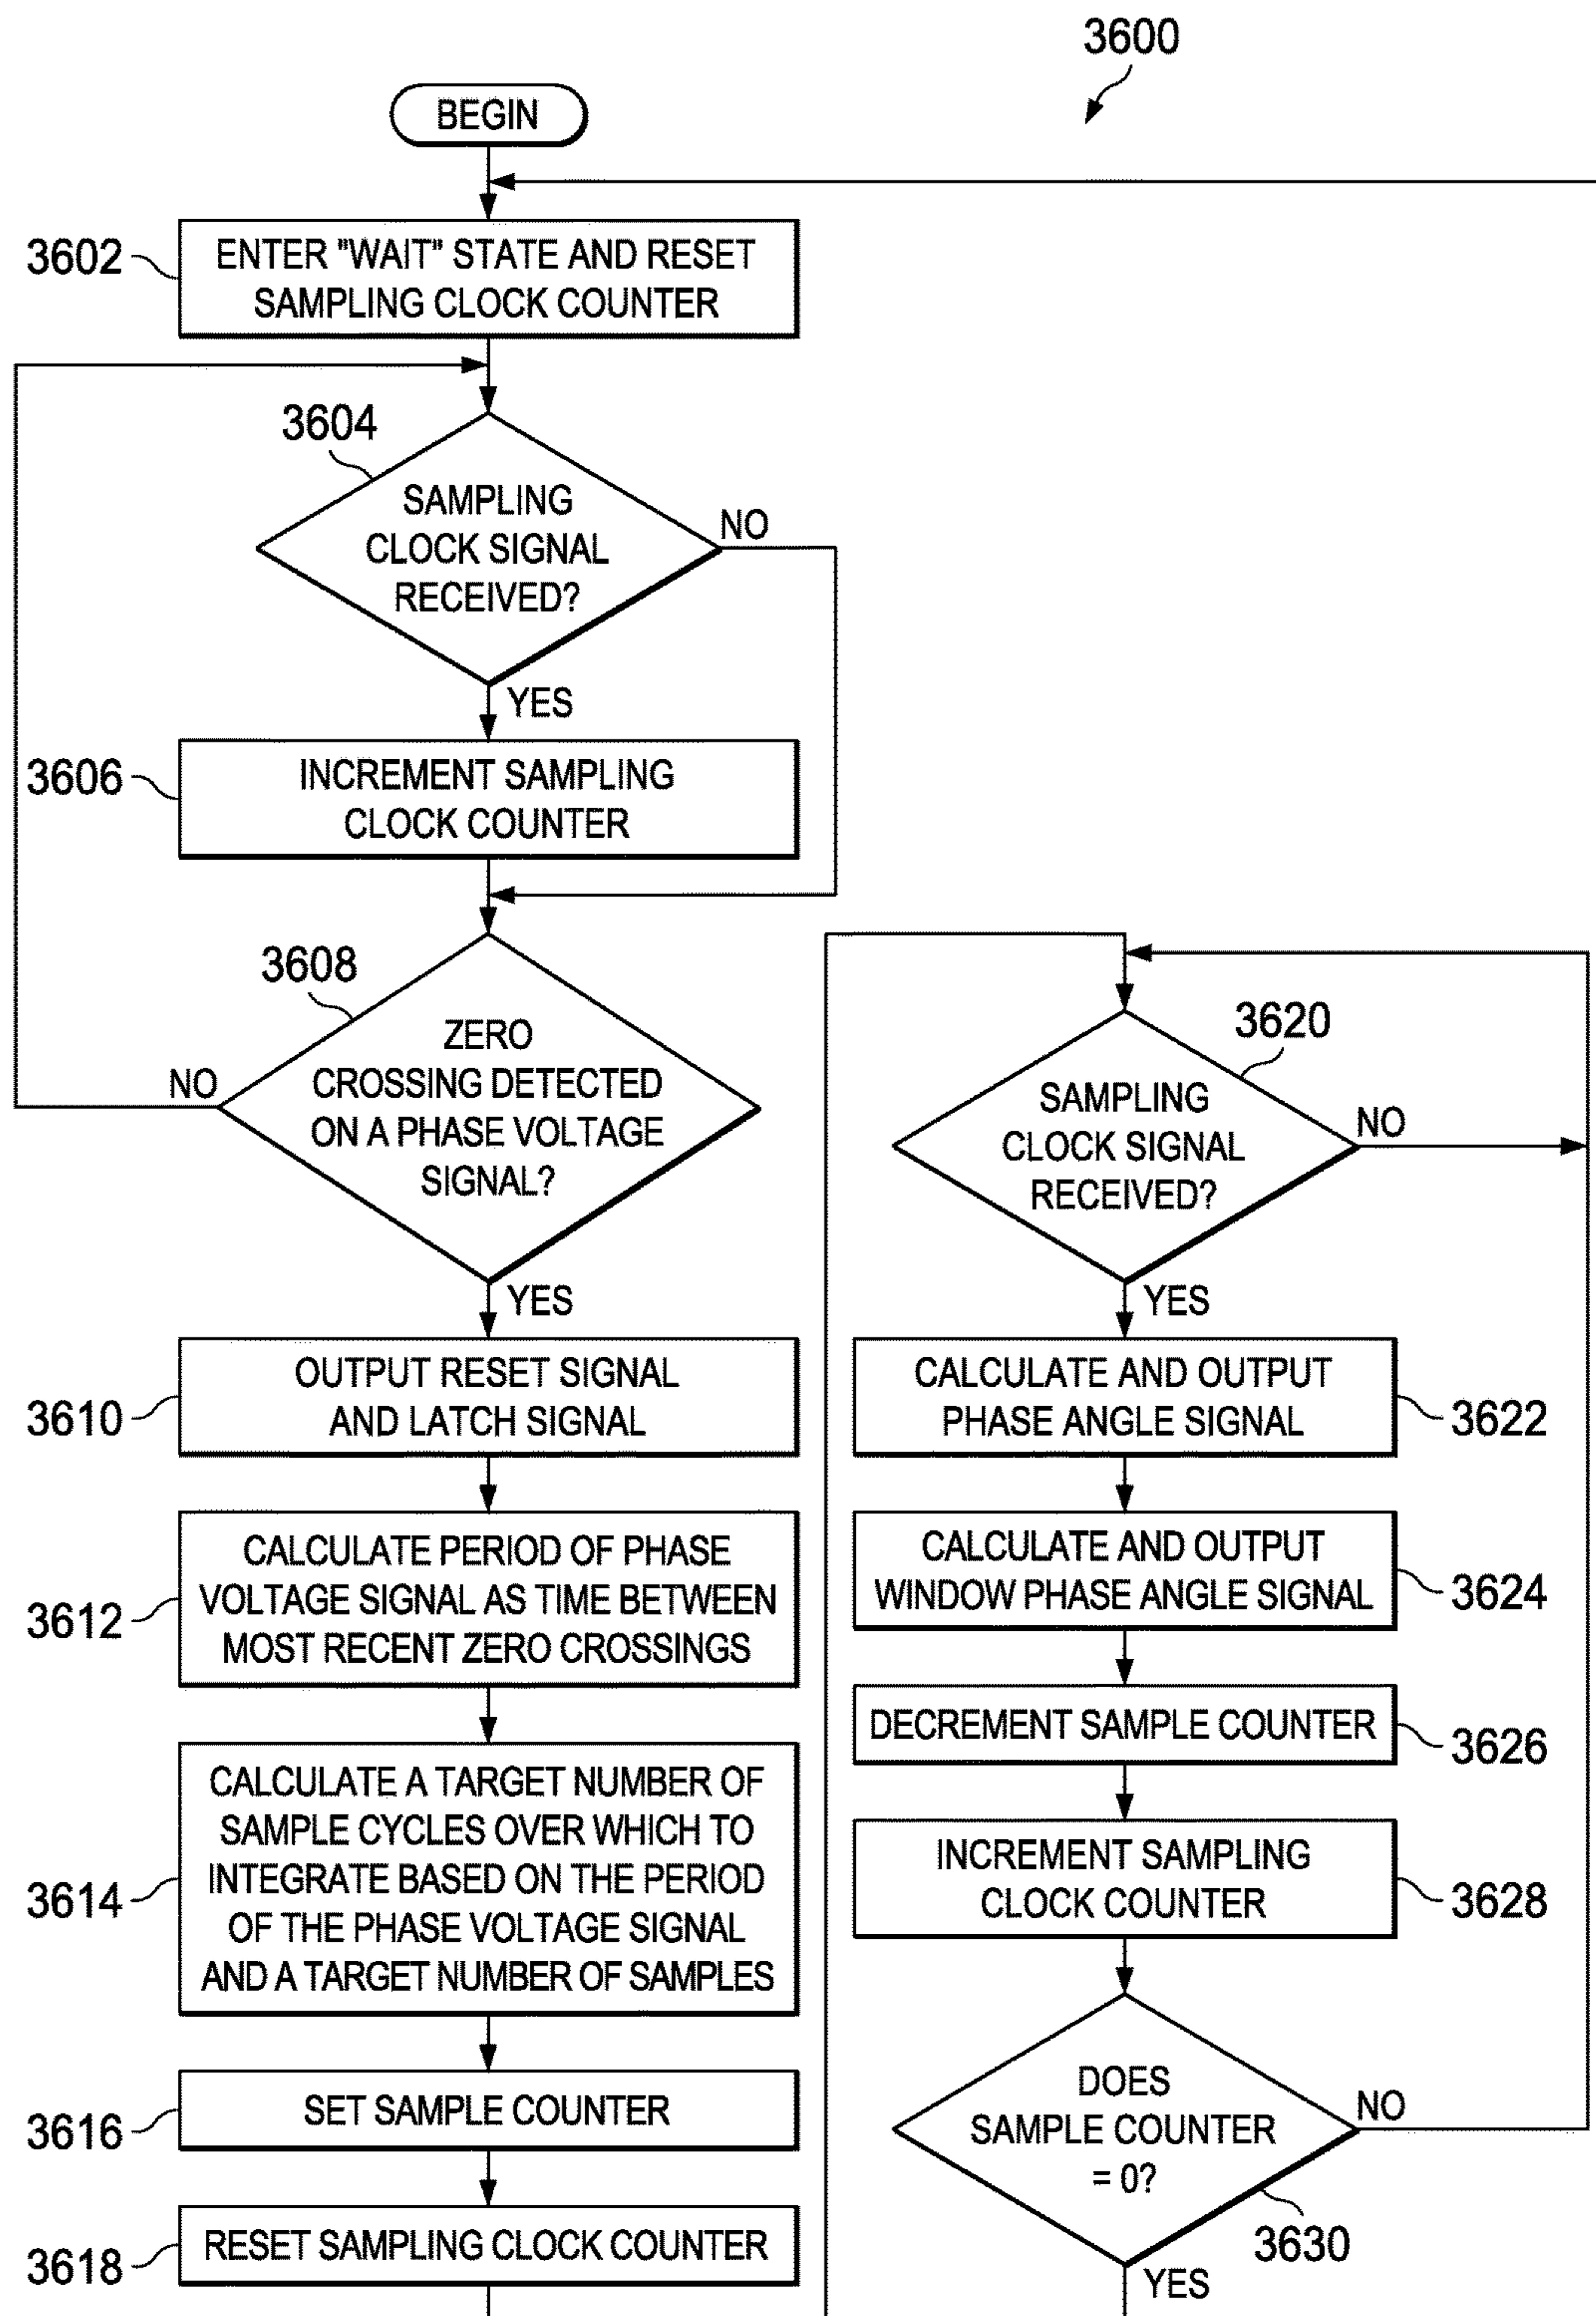 3600
BEGIN
3602
ENTER "WAIT" STATE AND RESET
SAMPLING CLOCK COUNTER
3604
SAMPLING
CLOCK SIGNAL
RECEIVED?
NO
YES
3606
INCREMENT SAMPLING
CLOCK COUNTER
3608
ZERO
CROSSING DETECTED
ON A PHASE VOLTAGE
SIGNAL?
NO
YES
3610
OUTPUT RESET SIGNAL
AND LATCH SIGNAL
3612
CALCULATE PERIOD OF PHASE
VOLTAGE SIGNAL AS TIME BETWEEN
MOST RECENT ZERO CROSSINGS
3614
CALCULATE A TARGET NUMBER OF
SAMPLE CYCLES OVER WHICH TO
INTEGRATE BASED ON THE PERIOD
OF THE PHASE VOLTAGE SIGNAL
AND A TARGET NUMBER OF SAMPLES
3616
SET SAMPLE COUNTER
3618
RESET SAMPLING CLOCK COUNTER
3620
SAMPLING
CLOCK SIGNAL
RECEIVED?
NO
YES
CALCULATE AND OUTPUT
PHASE ANGLE SIGNAL
3622
CALCULATE AND OUTPUT
WINDOW PHASE ANGLE SIGNAL
3624
DECREMENT SAMPLE COUNTER
3626
INCREMENT SAMPLING
CLOCK COUNTER
3628
DOES
SAMPLE COUNTER
= 0?
NO
3630
YES